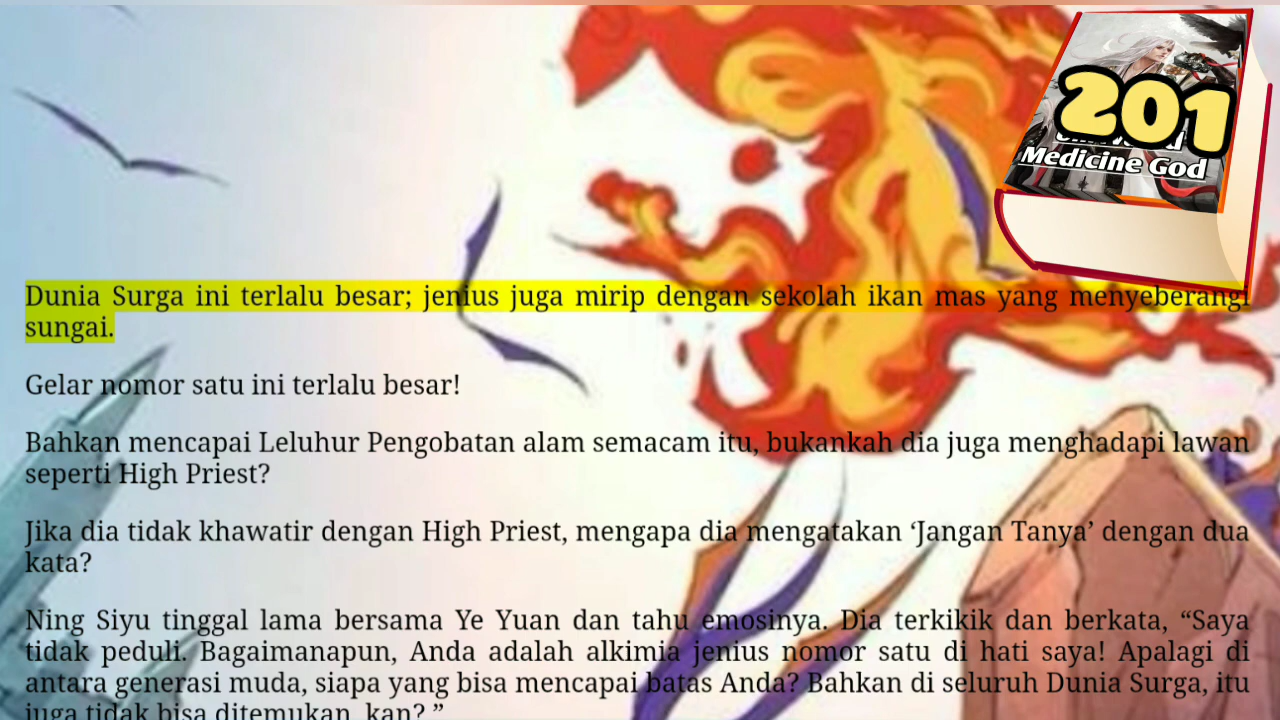 201
Medicine God
Dunia Surga ini terlalu besar; jenius juga mirip dengan sekolah ikan mas yang menyeberangi
sungai.
Gelar nomor satu ini terlalu besar!
Bahkan mencapai Leluhur Pengobatan alam semacam itu, bukankah dia juga menghadapi lawan
seperti High Priest?
Jika dia tidak khawatir dengan High Priest, mengapa dia mengatakan ‘Jangan Tanya’ dengan dua
kata?
Ning Siyu tinggal lama bersama Ye Yuan dan tahu emosinya. Dia terkikik dan berkata, “Saya
tidak peduli. Bagaimanapun, Anda adalah alkimia jenius nomor satu di hati saya! Apalagi di
antara generasi muda, siapa yang bisa mencapai batas Anda? Bahkan di seluruh Dunia Surga, itu
juga tidak bisa ditemukan, kan? ”